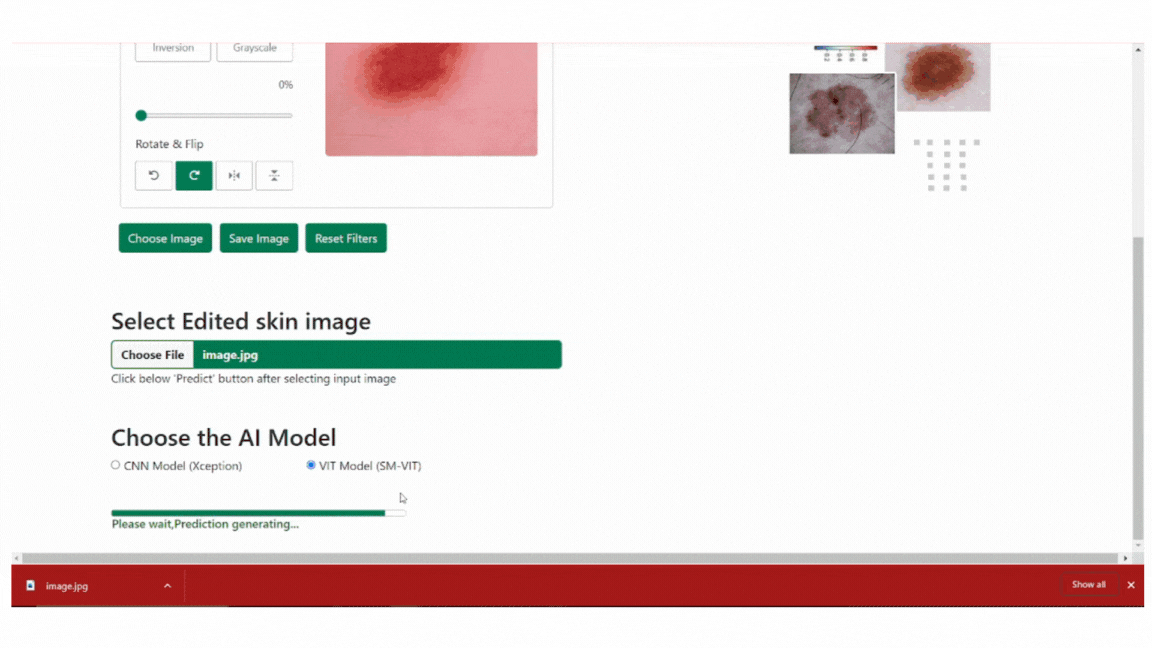 Inversion Grayscale
0%
Rotate & Flip
Choose Image Save Image Reset Filters
Select Edited skin image
Choose File image.jpg
Click below 'Predict' button after selecting input image
Choose the AI Model
CNN Model (Xception) VIT Model (SM-VIT)
Please wait,Prediction generating...
image.jpg Show all